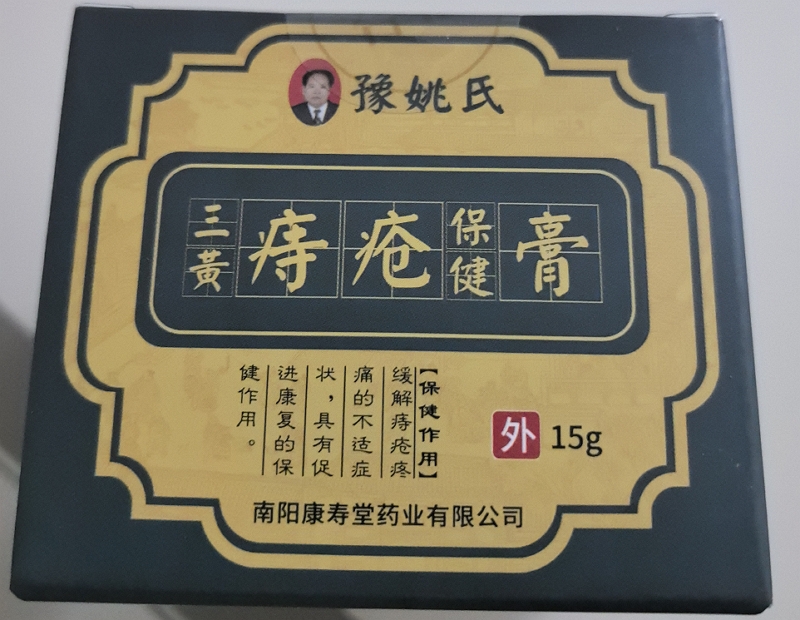 豫姚氏
三黄痔疮保健膏
【保健作用】
缓解痔疮疼
痛的不适症
状，具有促
进康复的保
健作用。
外 15g
南阳康寿堂药业有限公司